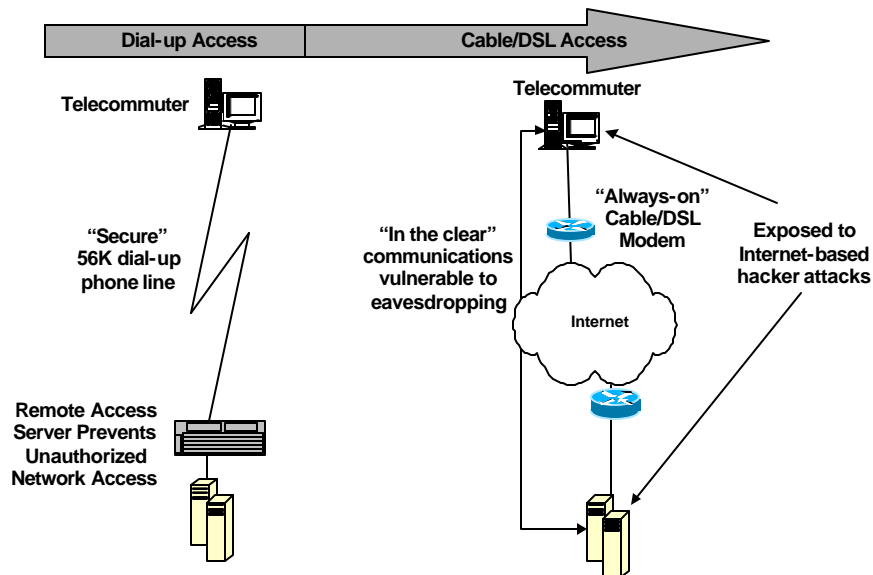 Dial-up Access
Cable/DSL Access
Telecommuter
Telecommuter
“Secure”
56K dial-up
phone line
“In the clear”
communications
vulnerable to
eavesdropping
“Always-on”
Cable/DSL
Modem
Exposed to
Internet-based
hacker attacks
Internet
Remote Access
Server Prevents
Unauthorized
Network Access